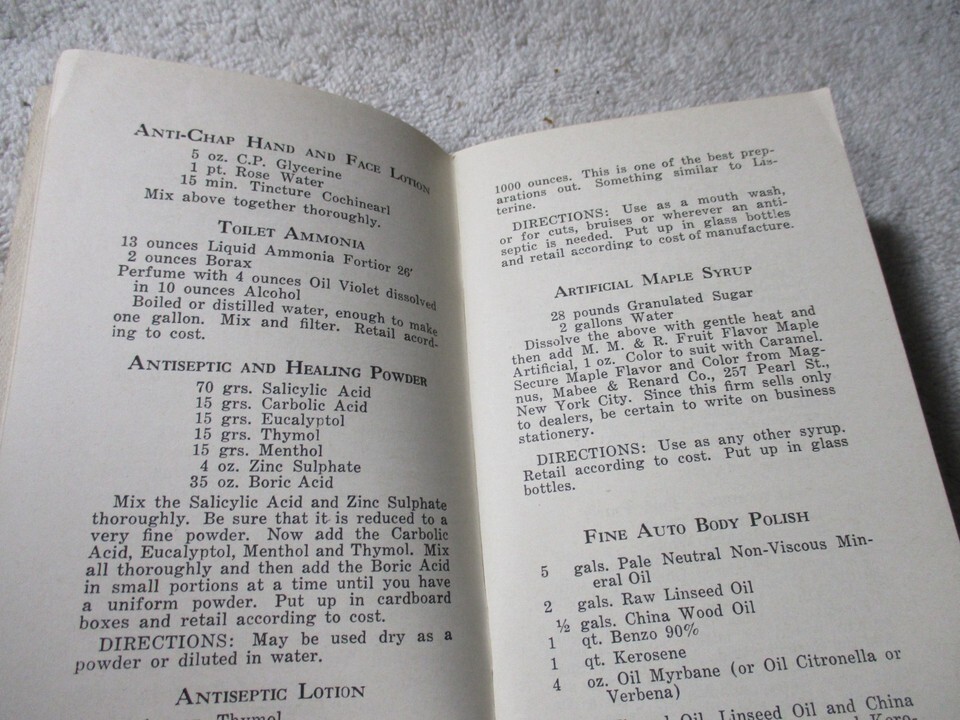 ANTI-CHAP HAND AND FACE LOTION
5 oz. C.P. Glycerine
1 pt. Rose Water
15 min. Tincture Cochinearl
Mix above together thoroughly.
TOILET AMMONIA
13 ounces Liquid Ammonia Fortior 26'
2 ounces Borax
Perfume with 4 ounces Oil Violet dissolved
in 10 ounces Alcohol
Boiled or distilled water, enough to make
one gallon. Mix and filter. Retail acord-
ing to cost.
ANTISEPTIC AND HEALING POWDER
70 grs. Salicylic Acid
15 grs. Carbolic Acid
15 grs. Eucalyptol
15 grs. Thymol
15 grs. Menthol
4 oz. Zinc Sulphate
35 oz. Boric Acid
Mix the Salicylic Acid and Zinc Sulphate
thoroughly. Be sure that it is reduced to a
very fine powder. Now add the Carbolic
Acid, Eucalyptol, Menthol and Thymol. Mix
all thoroughly and then add the Boric Acid
in small portions at a time until you have
a uniform powder. Put up in cardboard
boxes and retail according to cost.
DIRECTIONS: May be used dry as a
powder or diluted in water.
ANTISEPTIC LOTION
Thymol
1000 ounces. This is one of the best prep-
arations out. Something similar to Lis-
terine.
DIRECTIONS: Use as a mouth wash,
or for cuts, bruises or wherever an anti-
septic is needed. Put up in glass bottles
and retail according to cost of manufacture.
ARTIFICIAL MAPLE SYRUP
28 pounds Granulated Sugar
2 gallons Water
Dissolve the above with gentle heat and
then add M. M. & R. Fruit Flavor Maple
Artificial, 1 oz. Color to suit with Caramel.
Secure Maple Flavor and Color from Mag-
nus, Mabee & Renard Co., 257 Pearl St.,
New York City. Since this firm sells only
to dealers, be certain to write on business
stationery.
DIRECTIONS: Use as any other syrup.
Retail according to cost. Put up in glass
bottles.
FINE AUTO BODY POLISH
5 gals. Pale Neutral Non-Viscous Min-
eral Oil
2 gals. Raw Linseed Oil
½ gals. China Wood Oil
1 qt. Benzo 90%
1 qt. Kerosene
4 oz. Oil Myrbane (or Oil Citronella or
Verbena)
Oil, Linseed Oil and China